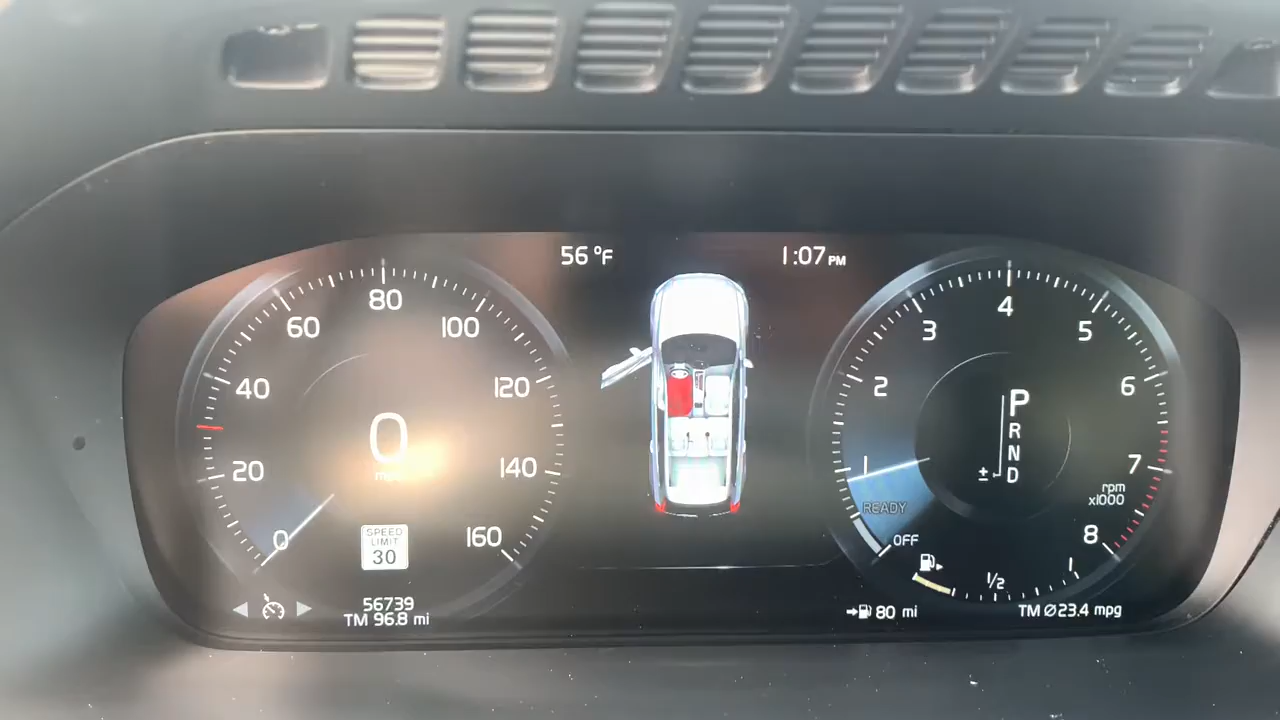 56 °F
1:07 PM
0
20
40
60
80
100
120
140
160
0
SPEED
LIMIT
30
56739
TM 96.8 mi
1
2
3
4
5
6
7
8
rpm
x1000
P
R
N
± D
READY
OFF
1/2
1
80 mi
TM Ø23.4 mpg